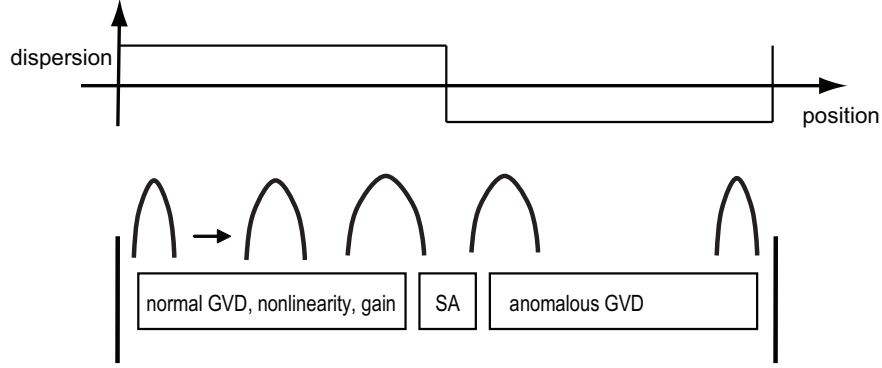 dispersion
position
normal GVD, nonlinearity, gain
SA
anomalous GVD